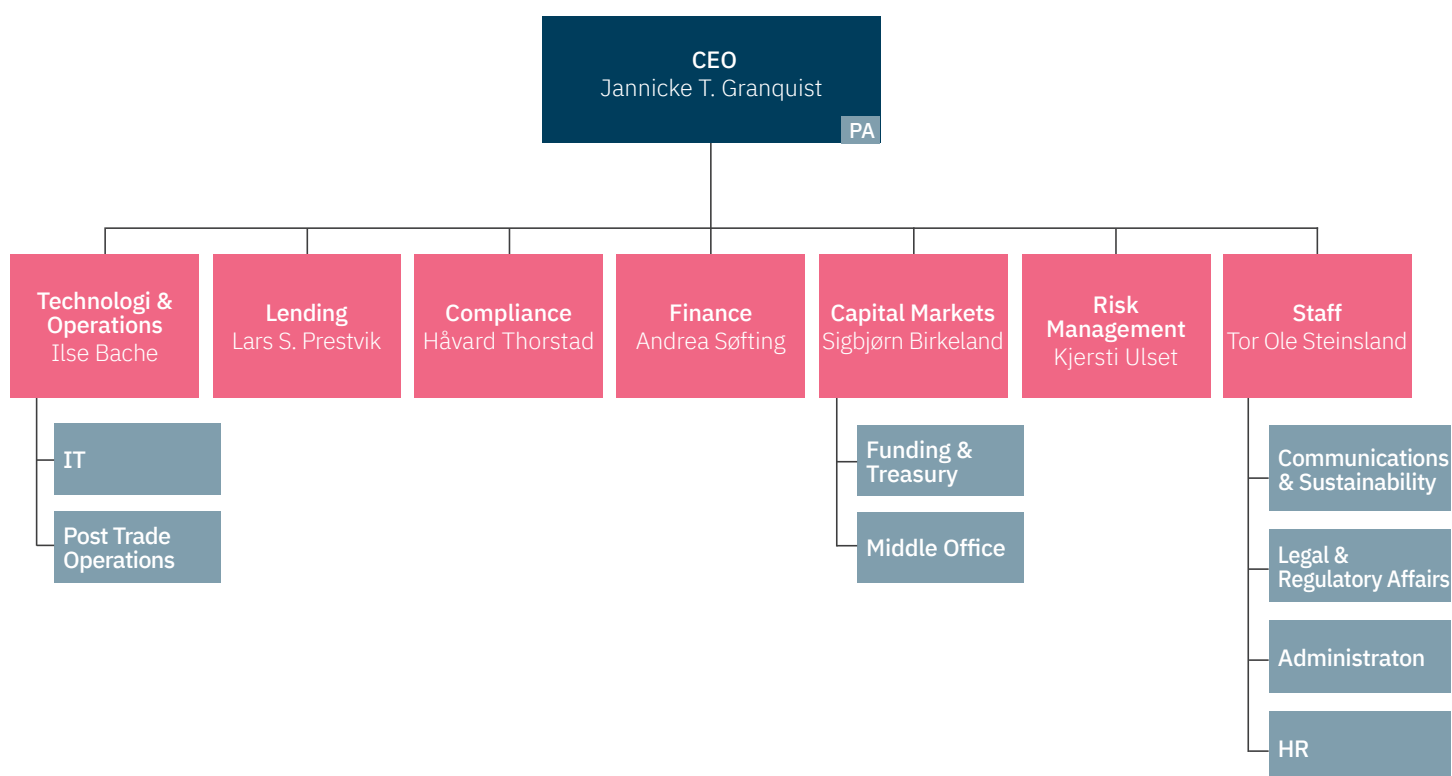 CEO
Jannicke T. Granquist
PA
Technologi &
Operations
Ilse Bache
Lending
Lars S. Prestvik
Compliance
Håvard Thorstad
Finance
Andrea Søfting
Capital Markets
Sigbjørn Birkeland
Risk
Management
Kjersti Ulset
Staff
Tor Ole Steinsland
IT
Post Trade
Operations
Funding &
Treasury
Middle Office
Communications
& Sustainability
Legal &
Regulatory Affairs
Administraton
HR